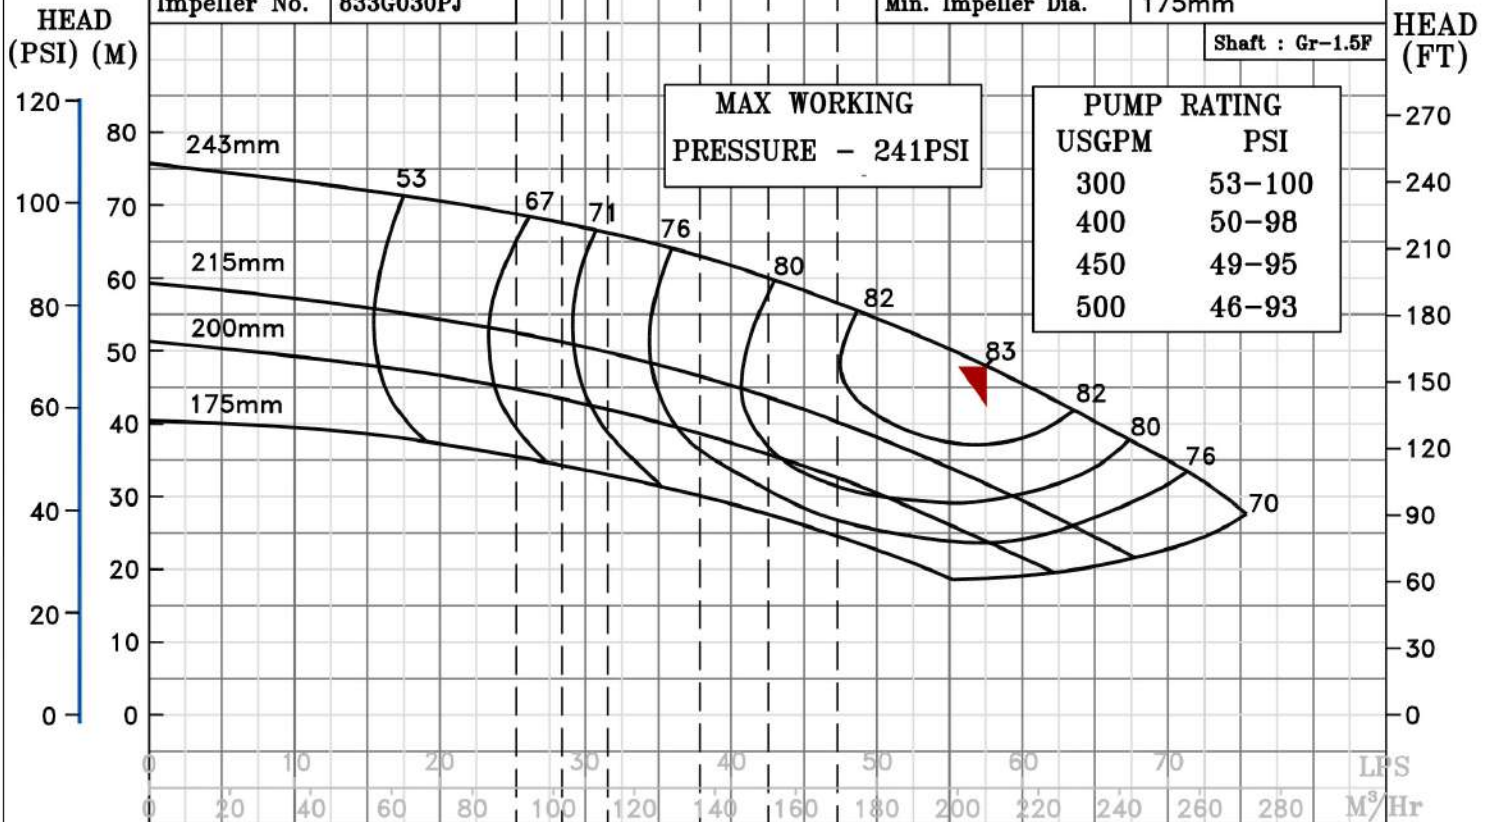 Impeller No. 833G030PJ Min. Impeller Dia. 175mm
HEAD
(PSI) (M)
HEAD
(FT)
Shaft : Gr-1.5F
MAX WORKING
PRESSURE - 241PSI
PUMP RATING
USGPM PSI
300 53-100
400 50-98
450 49-95
500 46-93
120
100
80
60
40
20
0
80
70
60
50
40
30
20
10
0
270
240
210
180
150
120
90
60
30
0
243mm
215mm
200mm
175mm
53
67
71
76
80
82
83
82
80
76
70
0 10 20 30 40 50 60 70 LPS
0 20 40 60 80 100 120 140 160 180 200 220 240 260 280 M³/Hr